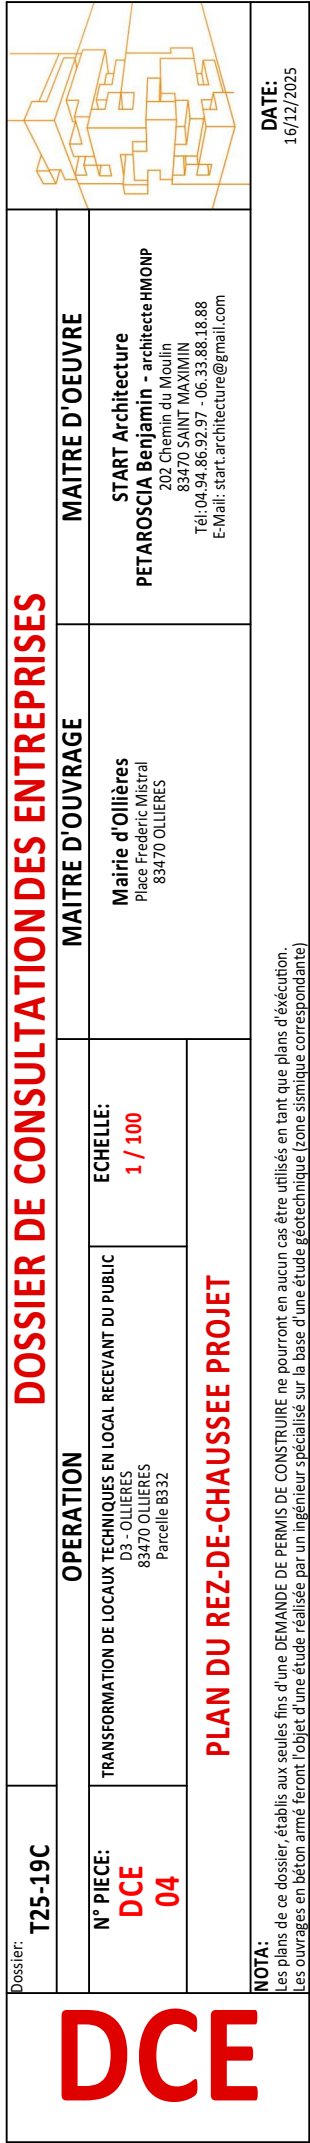 DCE
Dossier:
T25-19C
DOSSIER DE CONSULTATION DES ENTREPRISES
OPERATION
MAITRE D'OUVRAGE
MAITRE D'OEUVRE
N° PIECE:
DCE
04
TRANSFORMATION DE LOCAUX TECHNIQUES EN LOCAL RECEVANT DU PUBLIC
D3 - OLLIERES
83470 OLLIERES
Parcelle B332
ECHELLE:
1 / 100
PLAN DU REZ-DE-CHAUSSEE PROJET
Mairie d'Ollières
Place Frederic Mistral
83470 OLLIERES
START Architecture
PETAROSCIA Benjamin - architecte HMONP
202 Chemin du Moulin
83470 SAINT MAXIMIN
Tél: 04.94.86.92.97 - 06.33.88.18.88
E-Mail: start.architecture@gmail.com
NOTA:
Les plans de ce dossier, établis aux seules fins d'une DEMANDE DE PERMIS DE CONSTRUIRE ne pourront en aucun cas être utilisés en tant que plans d'éxécution.
Les ouvrages en béton armé feront l'objet d'une étude réalisée par un ingénieur spécialisé sur la base d'une étude géotechnique (zone sismique correspondante)
DATE:
16/12/2025